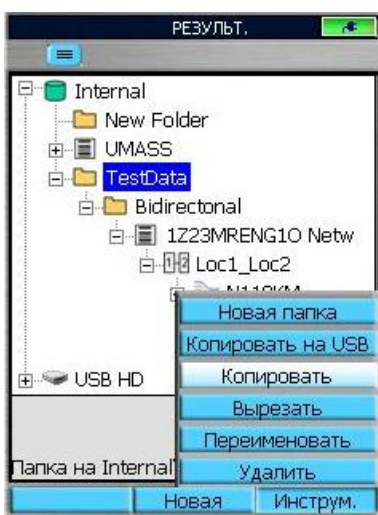 РЕЗУЛЬТ.
Internal
New Folder
UMASS
TestData
Bidirectonal
1Z23MRENG1O Netw
Loc1_Loc2
Новая папка
Копировать на USB
USB HD
Копировать
Вырезать
Переименовать
Папка на Internal
Удалить
Новая
Инструм.